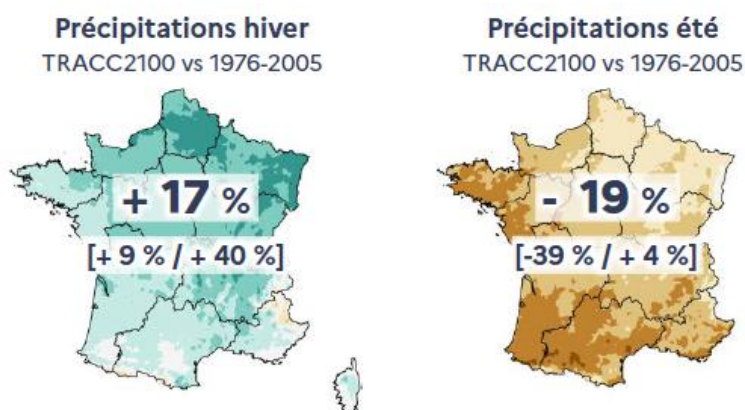 Précipitations hiver
TRACC2100 vs 1976-2005
+ 17 %
[+ 9 % / + 40 %]
Précipitations été
TRACC2100 vs 1976-2005
- 19 %
[-39 % / + 4 %]